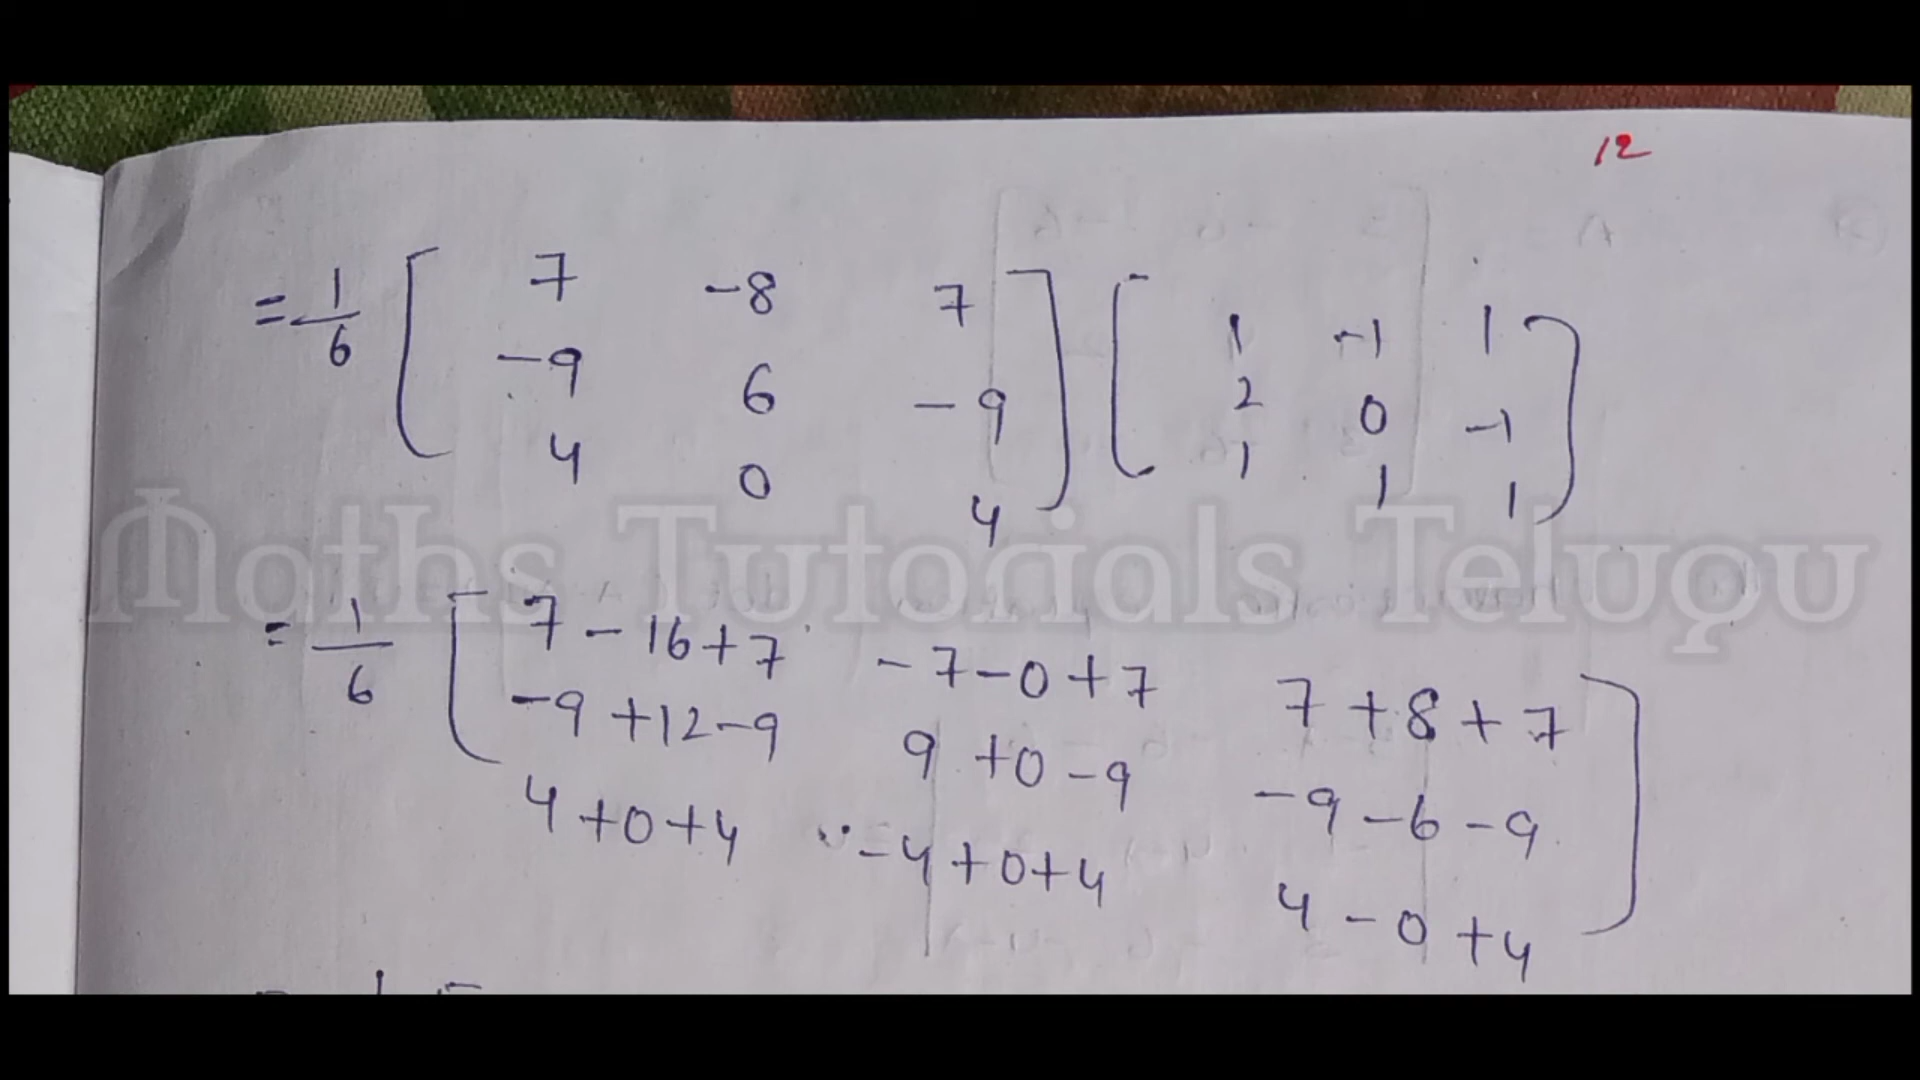 12
= 1/6 [ 7 -8 7 ] [ 1 -1 1 ]
-9 6 -9 2 0 -1
4 0 4 1 1 1
Maths Tutorials Telugu
= 1/6 [ 7-16+7 -7-0+7 7+8+7 ]
-9+12-9 9+0-9 -9-6-9
4+0+4 -4+0+4 4-0+4